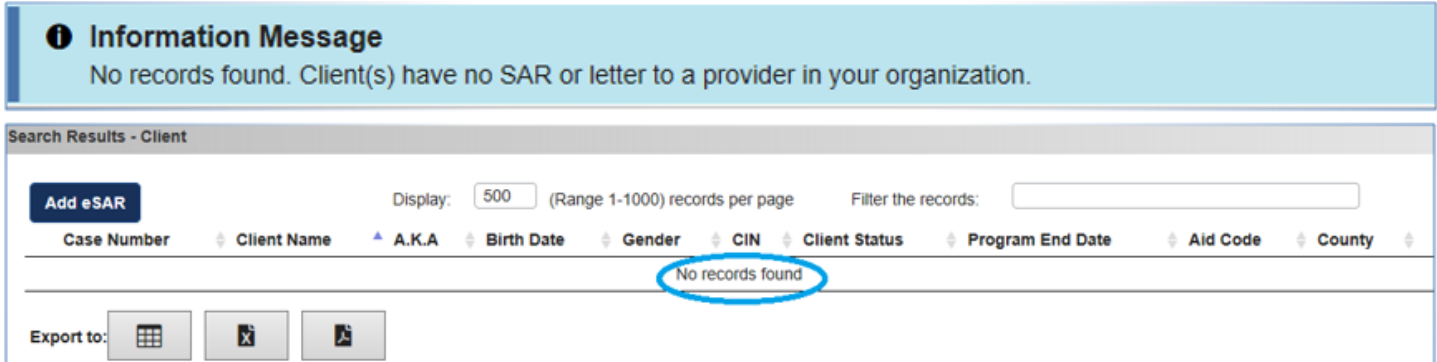 Information Message
No records found. Client(s) have no SAR or letter to a provider in your organization.
Search Results - Client
Add eSAR Display: 500 (Range 1-1000) records per page Filter the records:
Case Number Client Name A.K.A Birth Date Gender CIN Client Status Program End Date Aid Code County
No records found
Export to: